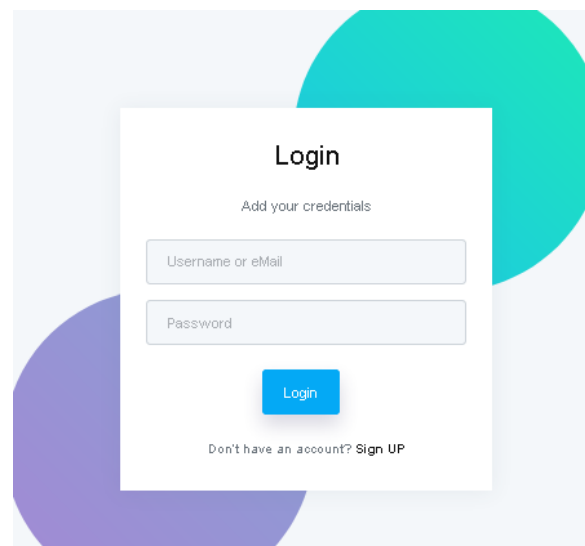 Login
Add your credentials
Username or eMail
Password
Login
Don't have an account? Sign UP